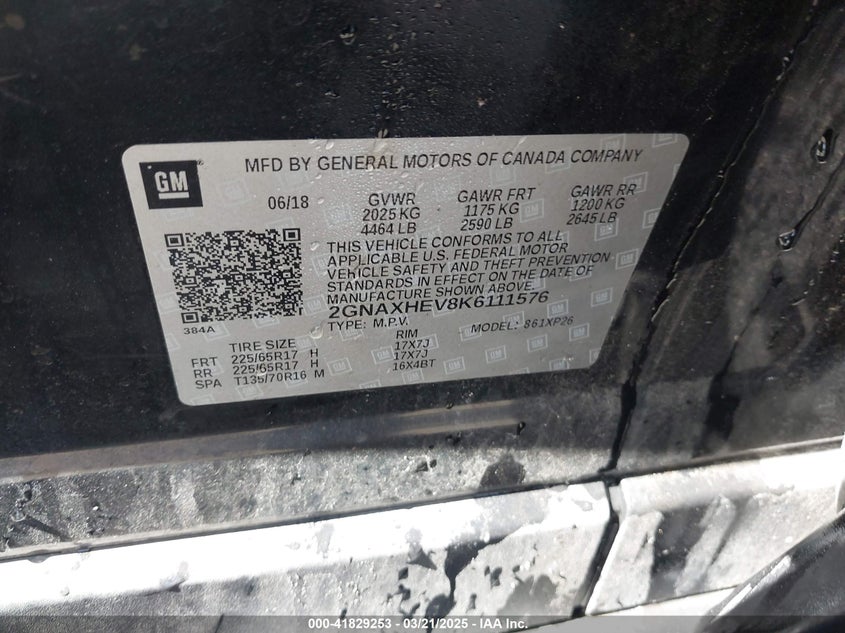 GM
MFD BY GENERAL MOTORS OF CANADA COMPANY
06/18 GVWR GAWR FRT GAWR RR
2025 KG 1175 KG 1200 KG
4464 LB 2590 LB 2645 LB
THIS VEHICLE CONFORMS TO ALL
APPLICABLE U.S. FEDERAL MOTOR
VEHICLE SAFETY AND THEFT PREVENTION
STANDARDS IN EFFECT ON THE DATE OF
MANUFACTURE SHOWN ABOVE.
2GNAXHEV8K6111576
384A TYPE: M.P.V. MODEL: 861XP26
TIRE SIZE RIM
FRT 225/65R17 H 17X7J
RR 225/65R17 H 17X7J
SPA T135/70R16 M 16X4BT
000-41829253 - 03/21/2025 - IAA Inc.